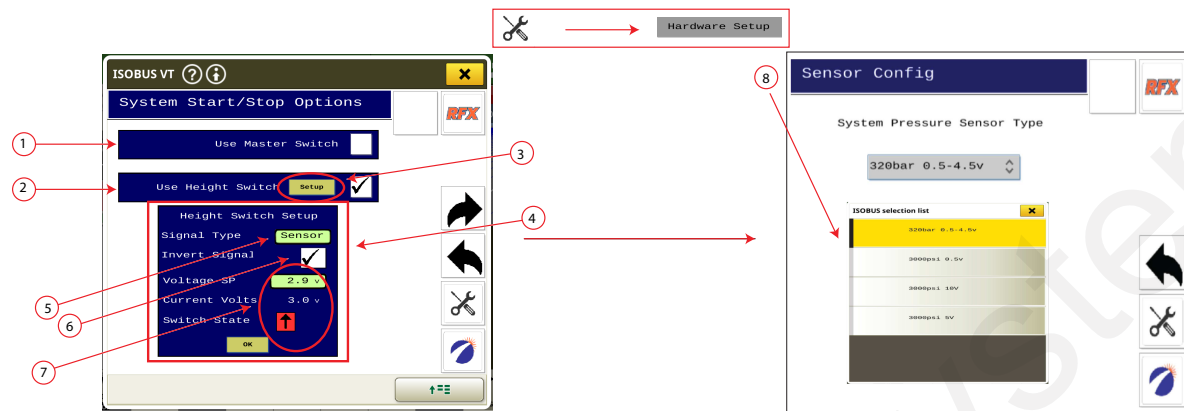 Hardware Setup
ISOBUS VT
System Start/Stop Options
RFX
1
Use Master Switch
2
Use Height Switch Setup
3
Height Switch Setup
4
Signal Type Sensor
Invert Signal
Voltage SP 2.9 v
Current Volts 3.0 v
Switch State
OK
5
6
7
8
Sensor Config
RFX
System Pressure Sensor Type
320bar 0.5-4.5v
ISOBUS selection list
320bar 0.5-4.5v
3000psi 0.5v
3000psi 10V
3000psi 5V